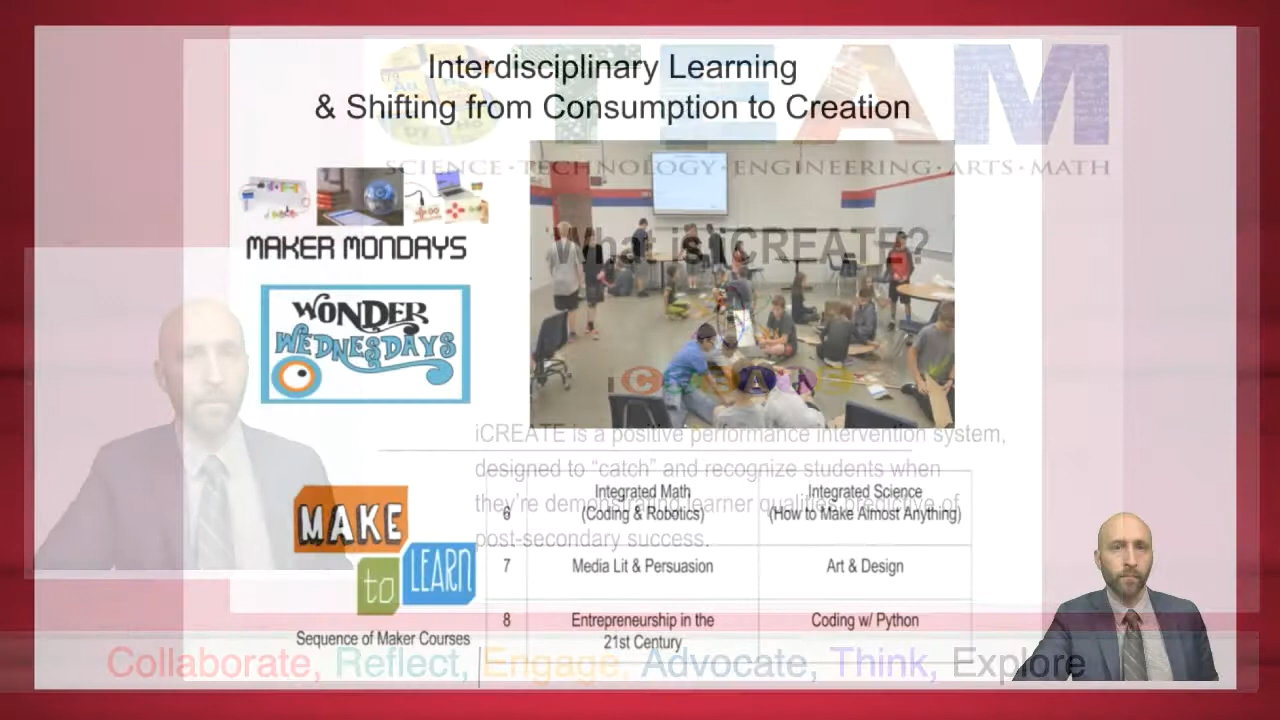 Interdisciplinary Learning
& Shifting from Consumption to Creation
STEAM
SCIENCE·TECHNOLOGY·ENGINEERING·ARTS·MATH
MAKER MONDAYS
What is iCREATE?
WONDER
WEDNESDAYS
iCREATE is a positive performance intervention system,
designed to “catch” and recognize students when
they’re demonstrating learner qualities predictive of
post-secondary success.
MAKE
to
LEARN
Sequence of Maker Courses
6 Integrated Math (Coding & Robotics) Integrated Science (How to Make Almost Anything)
7 Media Lit & Persuasion Art & Design
8 Entrepreneurship in the 21st Century Coding w/ Python
Collaborate, Reflect, Engage, Advocate, Think, Explore